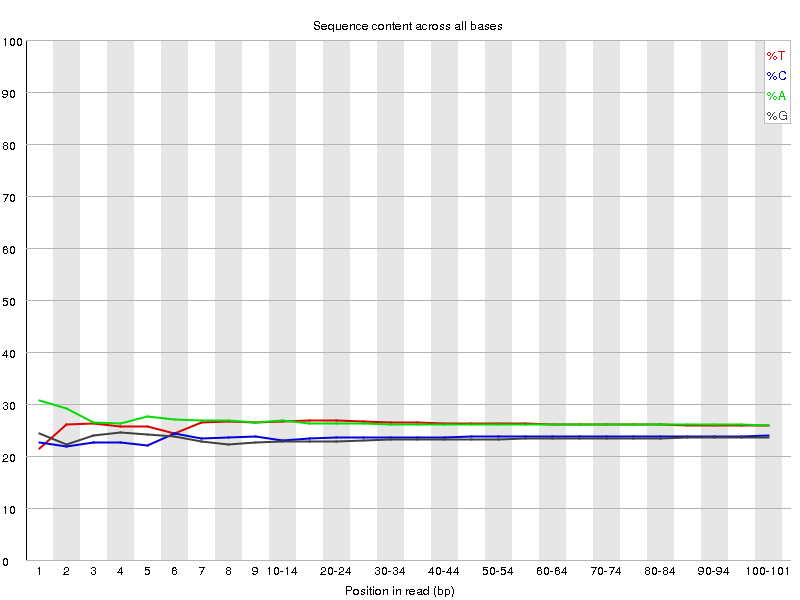 Sequence content across all bases
100
90
80
70
60
50
40
30
20
10
0
%T
%C
%A
%G
1 2 3 4 5 6 7 8 9 10-14 20-24 30-34 40-44 50-54 60-64 70-74 80-84 90-94 100-101
Position in read (bp)